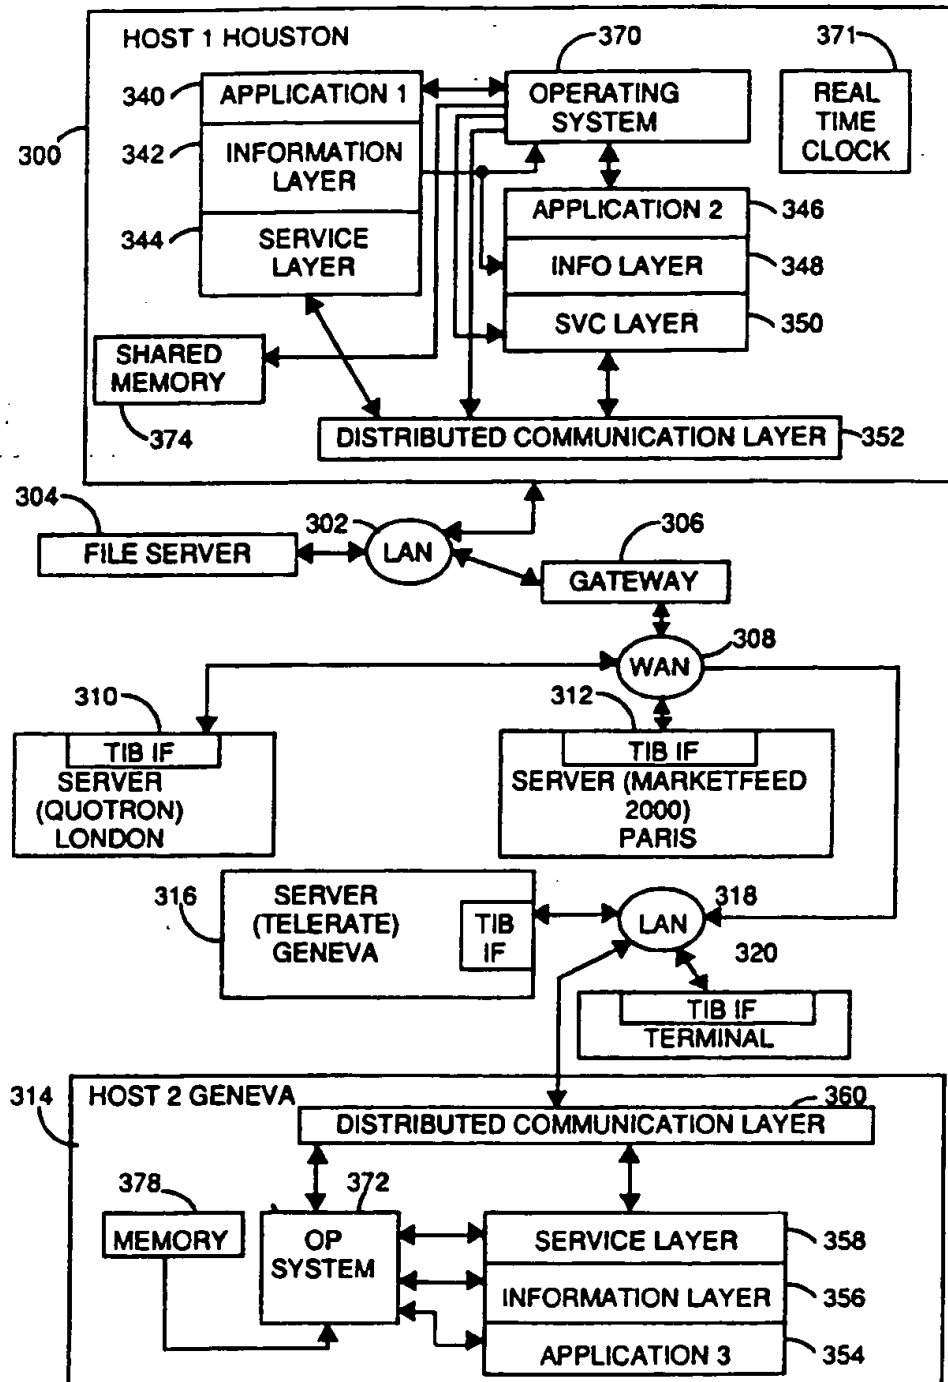 HOST 1 HOUSTON
370
371
340
APPLICATION 1
OPERATING
SYSTEM
REAL
TIME
CLOCK
300
342
INFORMATION
LAYER
344
SERVICE
LAYER
APPLICATION 2
346
INFO LAYER
348
SVC LAYER
350
SHARED
MEMORY
374
DISTRIBUTED COMMUNICATION LAYER
352
304
302
306
FILE SERVER
LAN
GATEWAY
308
WAN
310
312
TIB IF
SERVER
(QUOTRON)
LONDON
TIB IF
SERVER (MARKETFEED
2000)
PARIS
316
SERVER
(TELERATE)
GENEVA
TIB
IF
318
LAN
320
TIB IF
TERMINAL
314
HOST 2 GENEVA
360
DISTRIBUTED COMMUNICATION LAYER
378
372
MEMORY
OP
SYSTEM
SERVICE LAYER
358
INFORMATION LAYER
356
APPLICATION 3
354